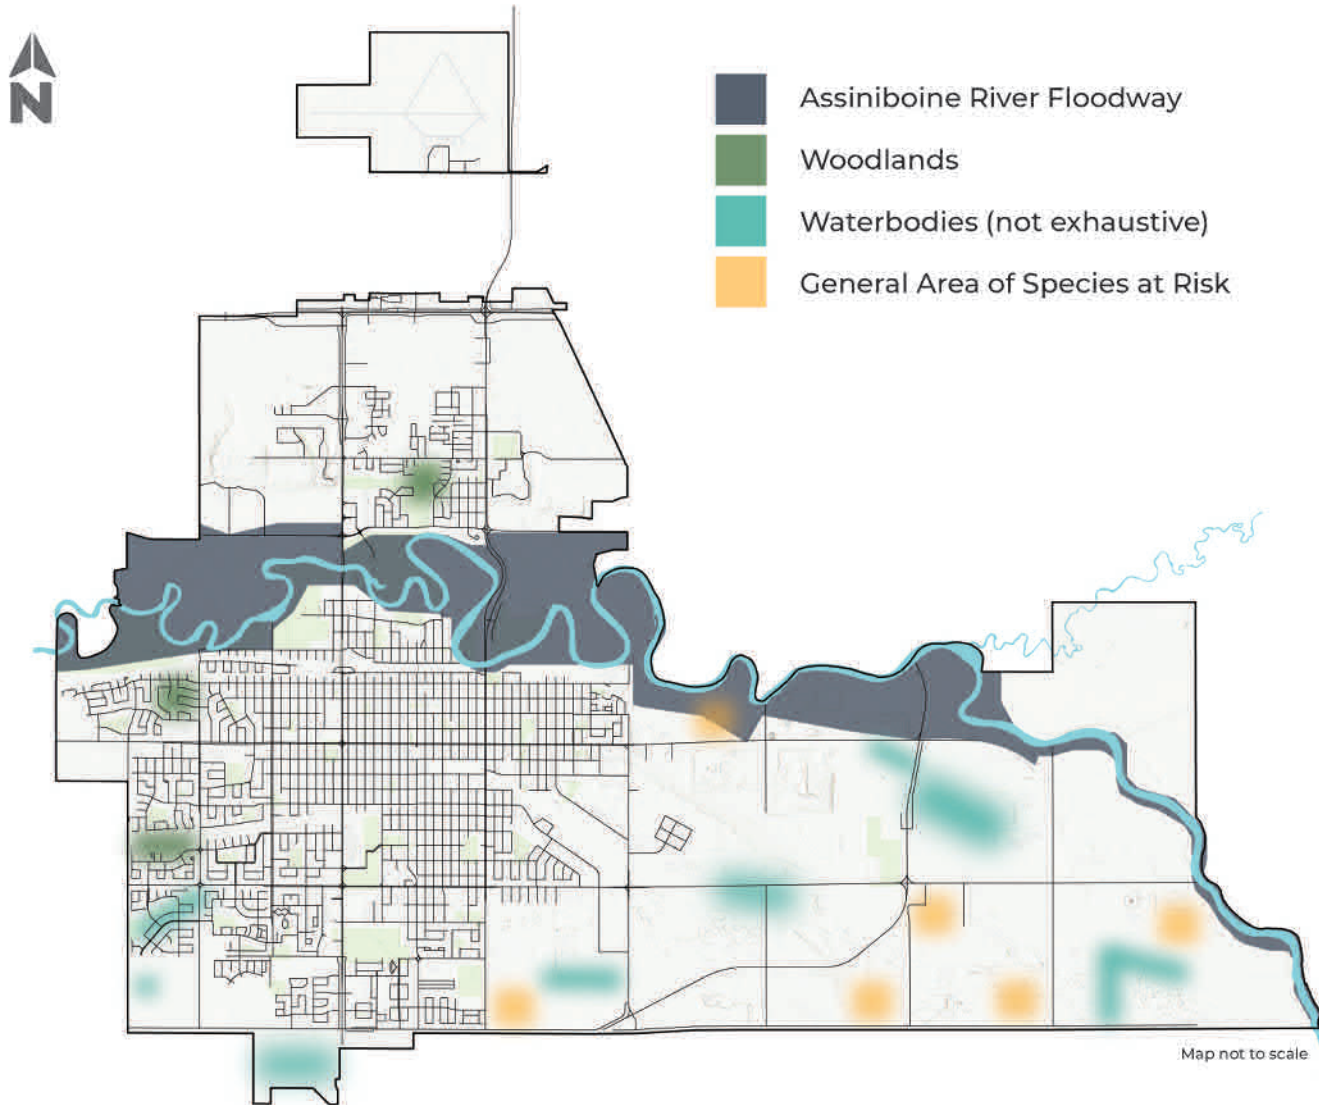 N
Assiniboine River Floodway
Woodlands
Waterbodies (not exhaustive)
General Area of Species at Risk
Map not to scale